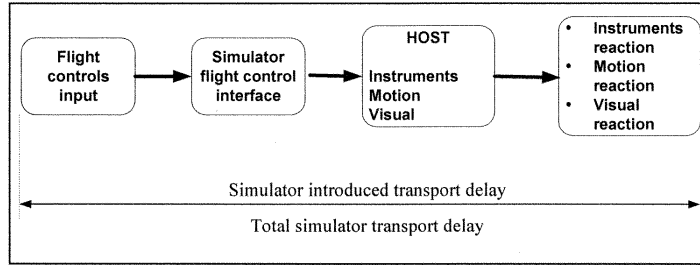 Flight
controls
input
Simulator
flight control
interface
HOST
Instruments
Motion
Visual
• Instruments
reaction
• Motion
reaction
• Visual
reaction
Simulator introduced transport delay
Total simulator transport delay